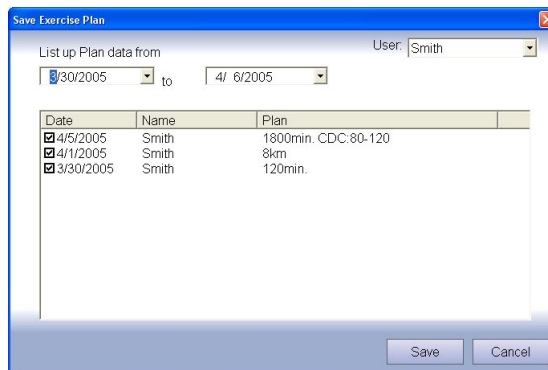 Save Exercise Plan
List up Plan data from
User: Smith
3/30/2005 to 4/ 6/2005
Date Name Plan
4/5/2005 Smith 1800min. CDC:80-120
4/1/2005 Smith 8km
3/30/2005 Smith 120min.
Save Cancel